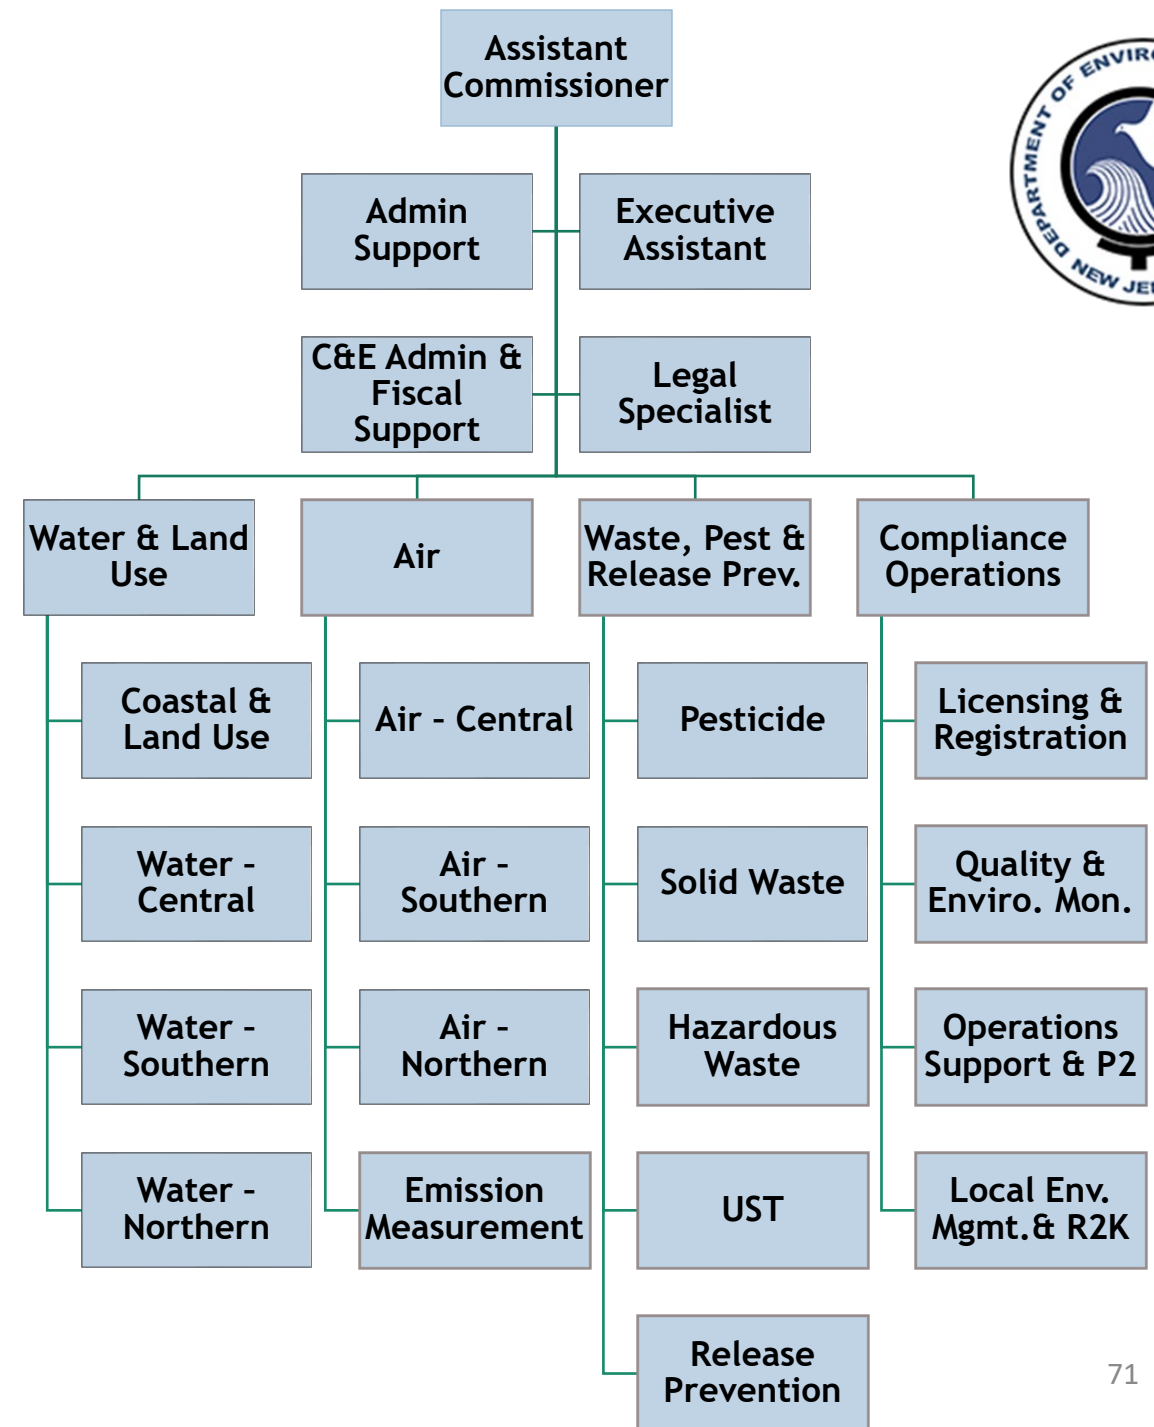 Assistant
Commissioner
DEPARTMENT OF
NEW
Admin
Support
Executive
Assistant
C&E Admin &
Fiscal
Support
Legal
Specialist
Water & Land
Use
Air
Waste, Pest &
Release Prev.
Compliance
Operations
Coastal &
Land Use
Air – Central
Pesticide
Licensing &
Registration
Water –
Central
Air –
Southern
Solid Waste
Quality &
Enviro. Mon.
Water –
Southern
Air –
Northern
Hazardous
Waste
Operations
Support & P2
Water –
Northern
Emission
Measurement
UST
Local Env.
Mgmt.& R2K
Release
Prevention
71